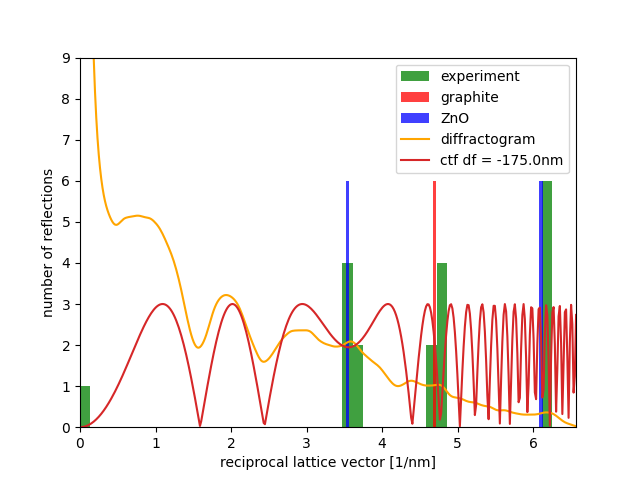 9
8
7
6
5
4
3
2
1
0
number of reflections
experiment
graphite
ZnO
diffractogram
ctf df = -175.0nm
0 1 2 3 4 5 6
reciprocal lattice vector [1/nm]